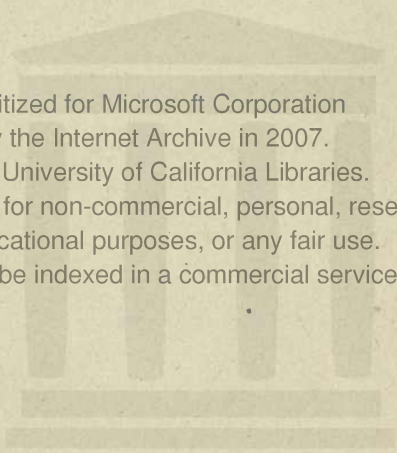 itized for Microsoft Corporation
the Internet Archive in 2007.
University of California Libraries.
for non-commercial, personal, rese
cational purposes, or any fair use.
be indexed in a commercial service